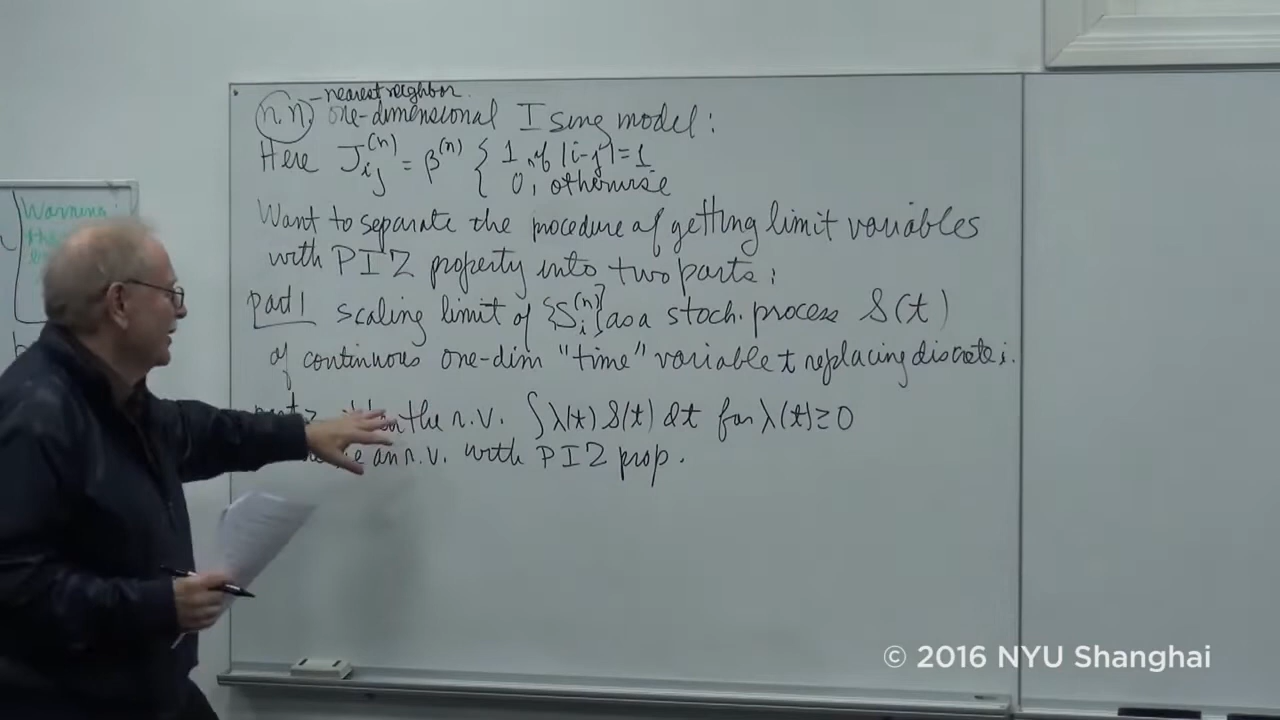 Warning:
n.n. - nearest neighbor
one-dimensional Ising model:
Here J_ij^(n) = β^(n) { 1, if |i-j|=1
0, otherwise
Want to separate the procedure of getting limit variables
with PIZ property into two parts:
part 1 scaling limit of {S_i^(n)} as a stoch. process S(t)
of continuous one-dim "time" variable t replacing discrete i.
the r.v. ∫λ(t) S(t) dt for λ(t)≥0
an r.v. with PIZ prop.
© 2016 NYU Shanghai